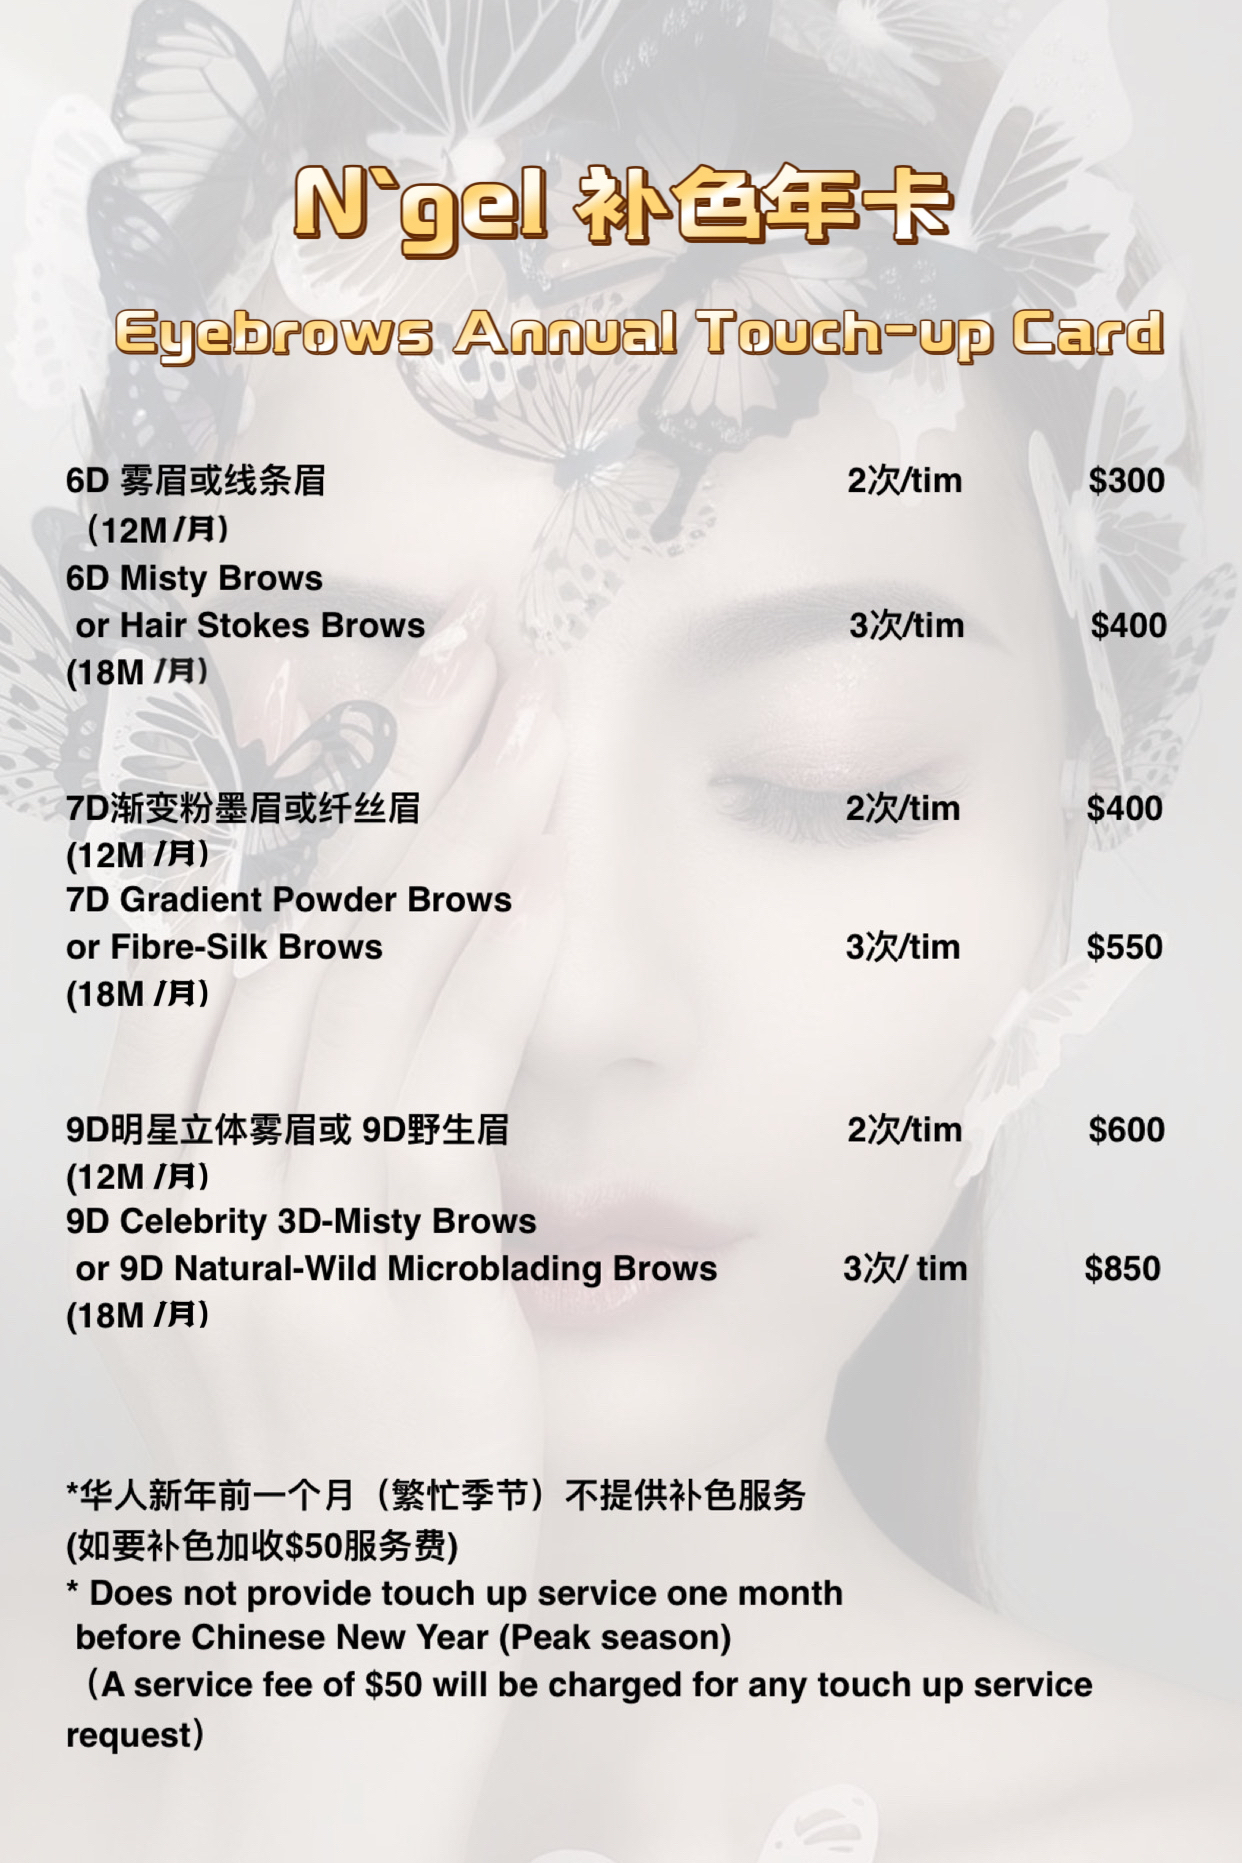 N`gel 补色年卡
Eyebrows Annual Touch-up Card
6D 雾眉或线条眉 2次/tim $300
（12M /月）
6D Misty Brows
or Hair Stokes Brows 3次/tim $400
(18M /月）
7D渐变粉墨眉或纤丝眉 2次/tim $400
(12M /月）
7D Gradient Powder Brows
or Fibre-Silk Brows 3次/tim $550
(18M /月）
9D明星立体雾眉或 9D野生眉 2次/tim $600
(12M /月）
9D Celebrity 3D-Misty Brows
or 9D Natural-Wild Microblading Brows 3次/ tim $850
(18M /月）
*华人新年前一个月（繁忙季节）不提供补色服务
(如要补色加收$50服务费)
* Does not provide touch up service one month
before Chinese New Year (Peak season)
（A service fee of $50 will be charged for any touch up service
request）